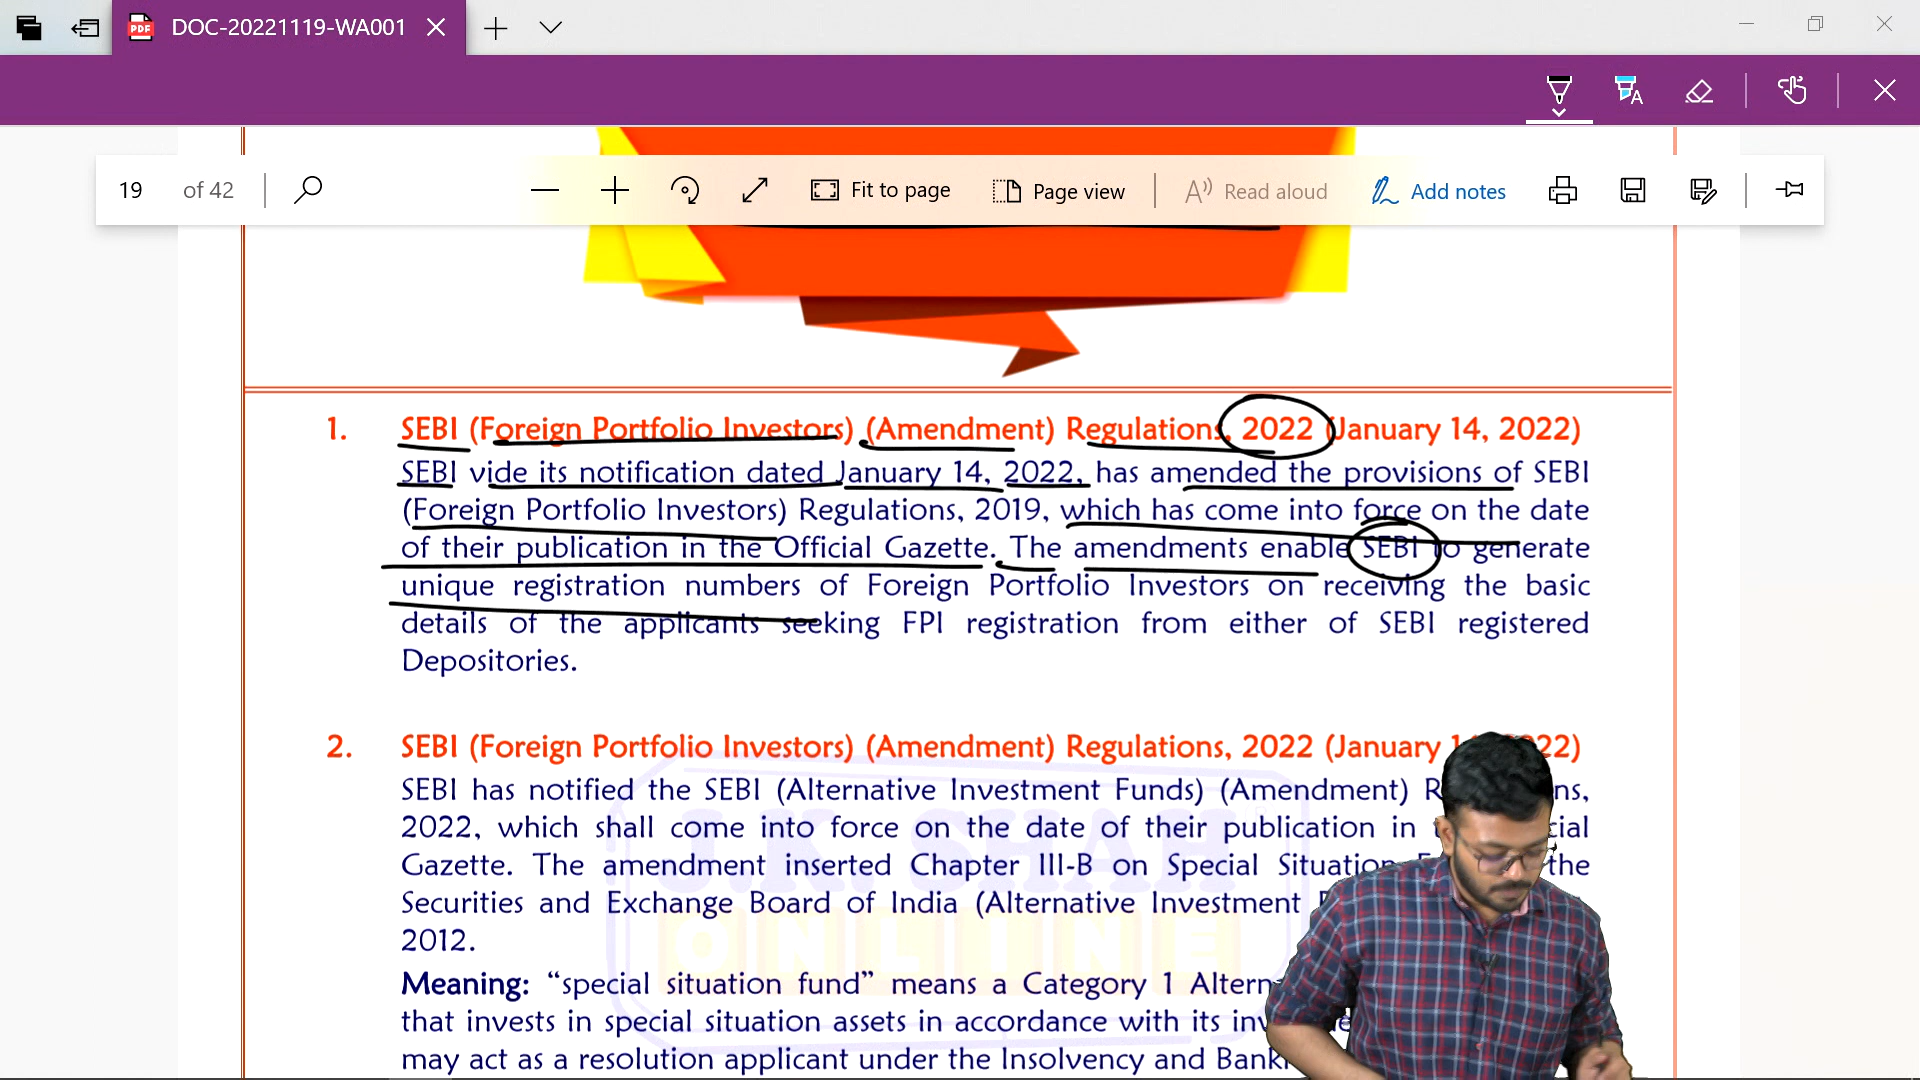 DOC-20221119-WA001
19 of 42 Fit to page Page view Read aloud Add notes
1. SEBI (Foreign Portfolio Investors) (Amendment) Regulations, 2022 (January 14, 2022)
SEBI vide its notification dated January 14, 2022, has amended the provisions of SEBI
(Foreign Portfolio Investors) Regulations, 2019, which has come into force on the date
of their publication in the Official Gazette. The amendments enable SEBI to generate
unique registration numbers of Foreign Portfolio Investors on receiving the basic
details of the applicants seeking FPI registration from either of SEBI registered
Depositories.
2. SEBI (Foreign Portfolio Investors) (Amendment) Regulations, 2022 (January 22)
SEBI has notified the SEBI (Alternative Investment Funds) (Amendment)
2022, which shall come into force on the date of their publication in
Gazette. The amendment inserted Chapter III-B on Special Situation the
Securities and Exchange Board of India (Alternative Investment
2012.
Meaning: “special situation fund” means a Category 1
that invests in special situation assets in accordance with its
may act as a resolution applicant under the Insolvency and
J.K. SHAH
ONLINE